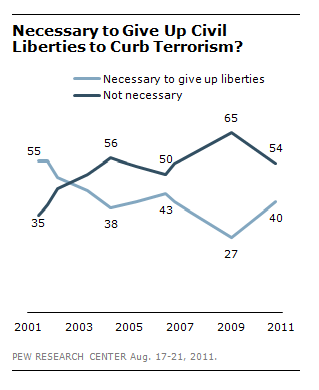 Necessary to Give Up Civil
Liberties to Curb Terrorism?
Necessary to give up liberties
Not necessary
65
55
56
50
54
35
38
43
27
40
2001 2003 2005 2007 2009 2011
PEW RESEARCH CENTER Aug. 17-21, 2011.